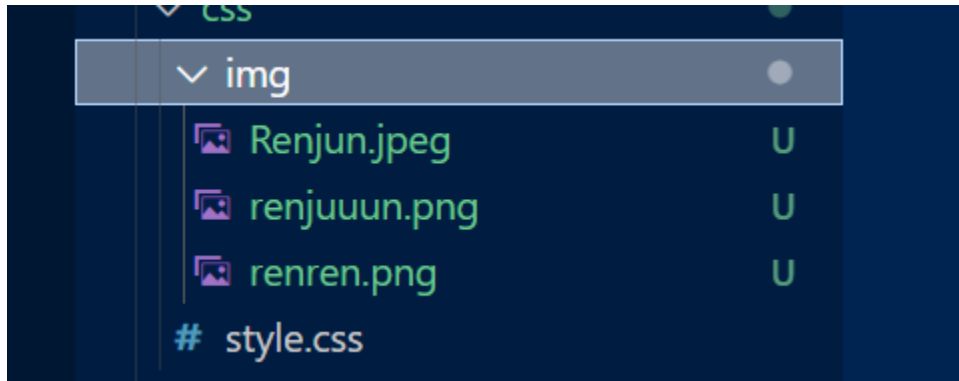 css
img
Renjun.jpeg U
renjuuun.png U
renren.png U
# style.css